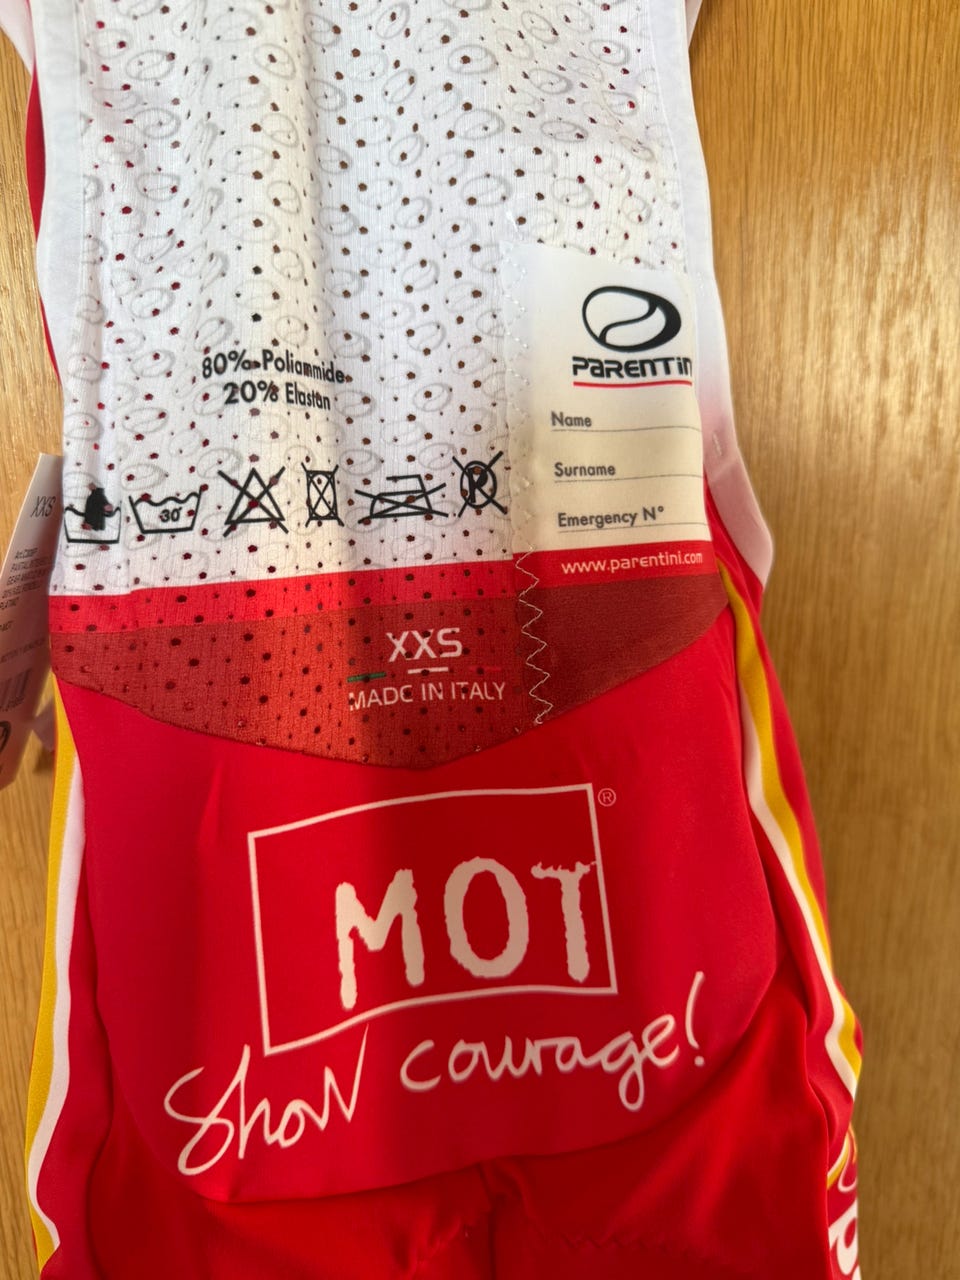 80% Poliammide
20% Elastan
30°
PARENTINI
Name
Surname
Emergency N°
www.parentini.com
XXS
XXS
MADE IN ITALY
MOT
®
Show courage!